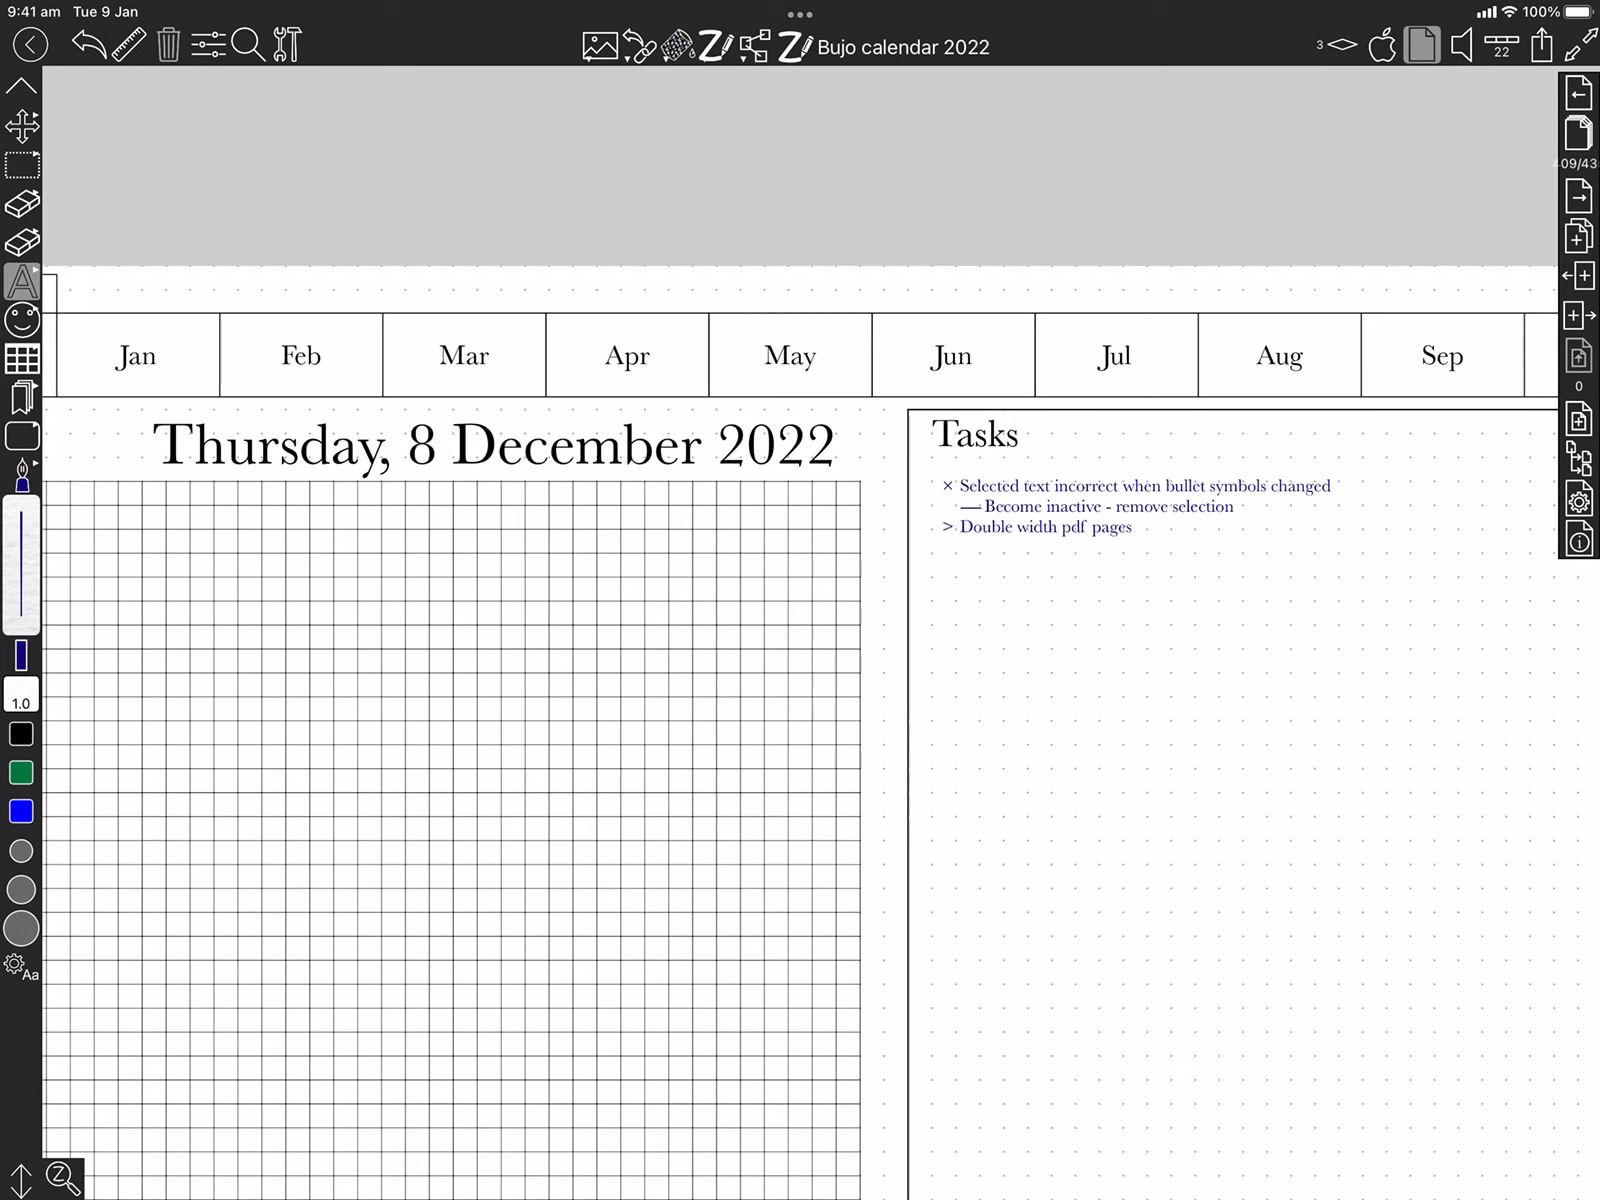 9:41 am Tue 9 Jan
100%
Bujo calendar 2022
3
22
Jan Feb Mar Apr May Jun Jul Aug Sep
Thursday, 8 December 2022
Tasks
× Selected text incorrect when bullet symbols changed
— Become inactive - remove selection
> Double width pdf pages
09/43
0
1.0
Aa
Z